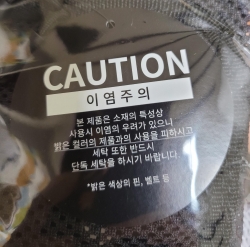 CAUTION
이염주의
본 제품은 소재의 특성상
사용시 이염의 우려가 있으니
밝은 컬러의 제품과의 사용을 피하시고
세탁 또한 반드시
단독 세탁을 하시기 바랍니다.
*밝은 색상의 핀, 벨트 등